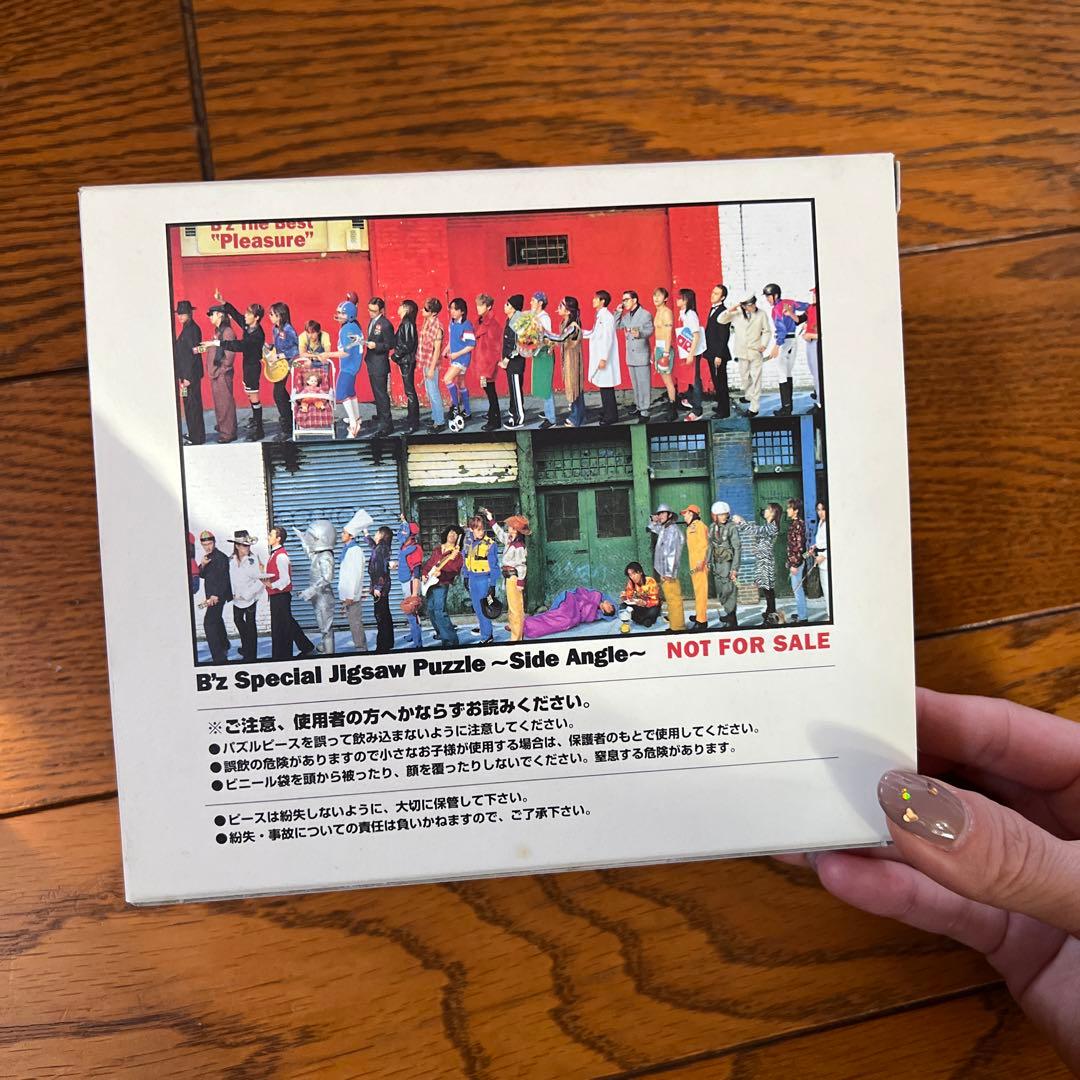 B'z The Best
"Pleasure"
B'z Special Jigsaw Puzzle ～Side Angle～ NOT FOR SALE
※ご注意、使用者の方へかならずお読みください。
●パズルピースを誤って飲み込まないように注意してください。
●誤飲の危険がありますので小さなお子様が使用する場合は、保護者のもとで使用してください。
●ビニール袋を頭から被ったり、顔を覆ったりしないでください。窒息する危険があります。
●ピースは紛失しないように、大切に保管して下さい。
●紛失・事故についての責任は負いかねますので、ご了承下さい。